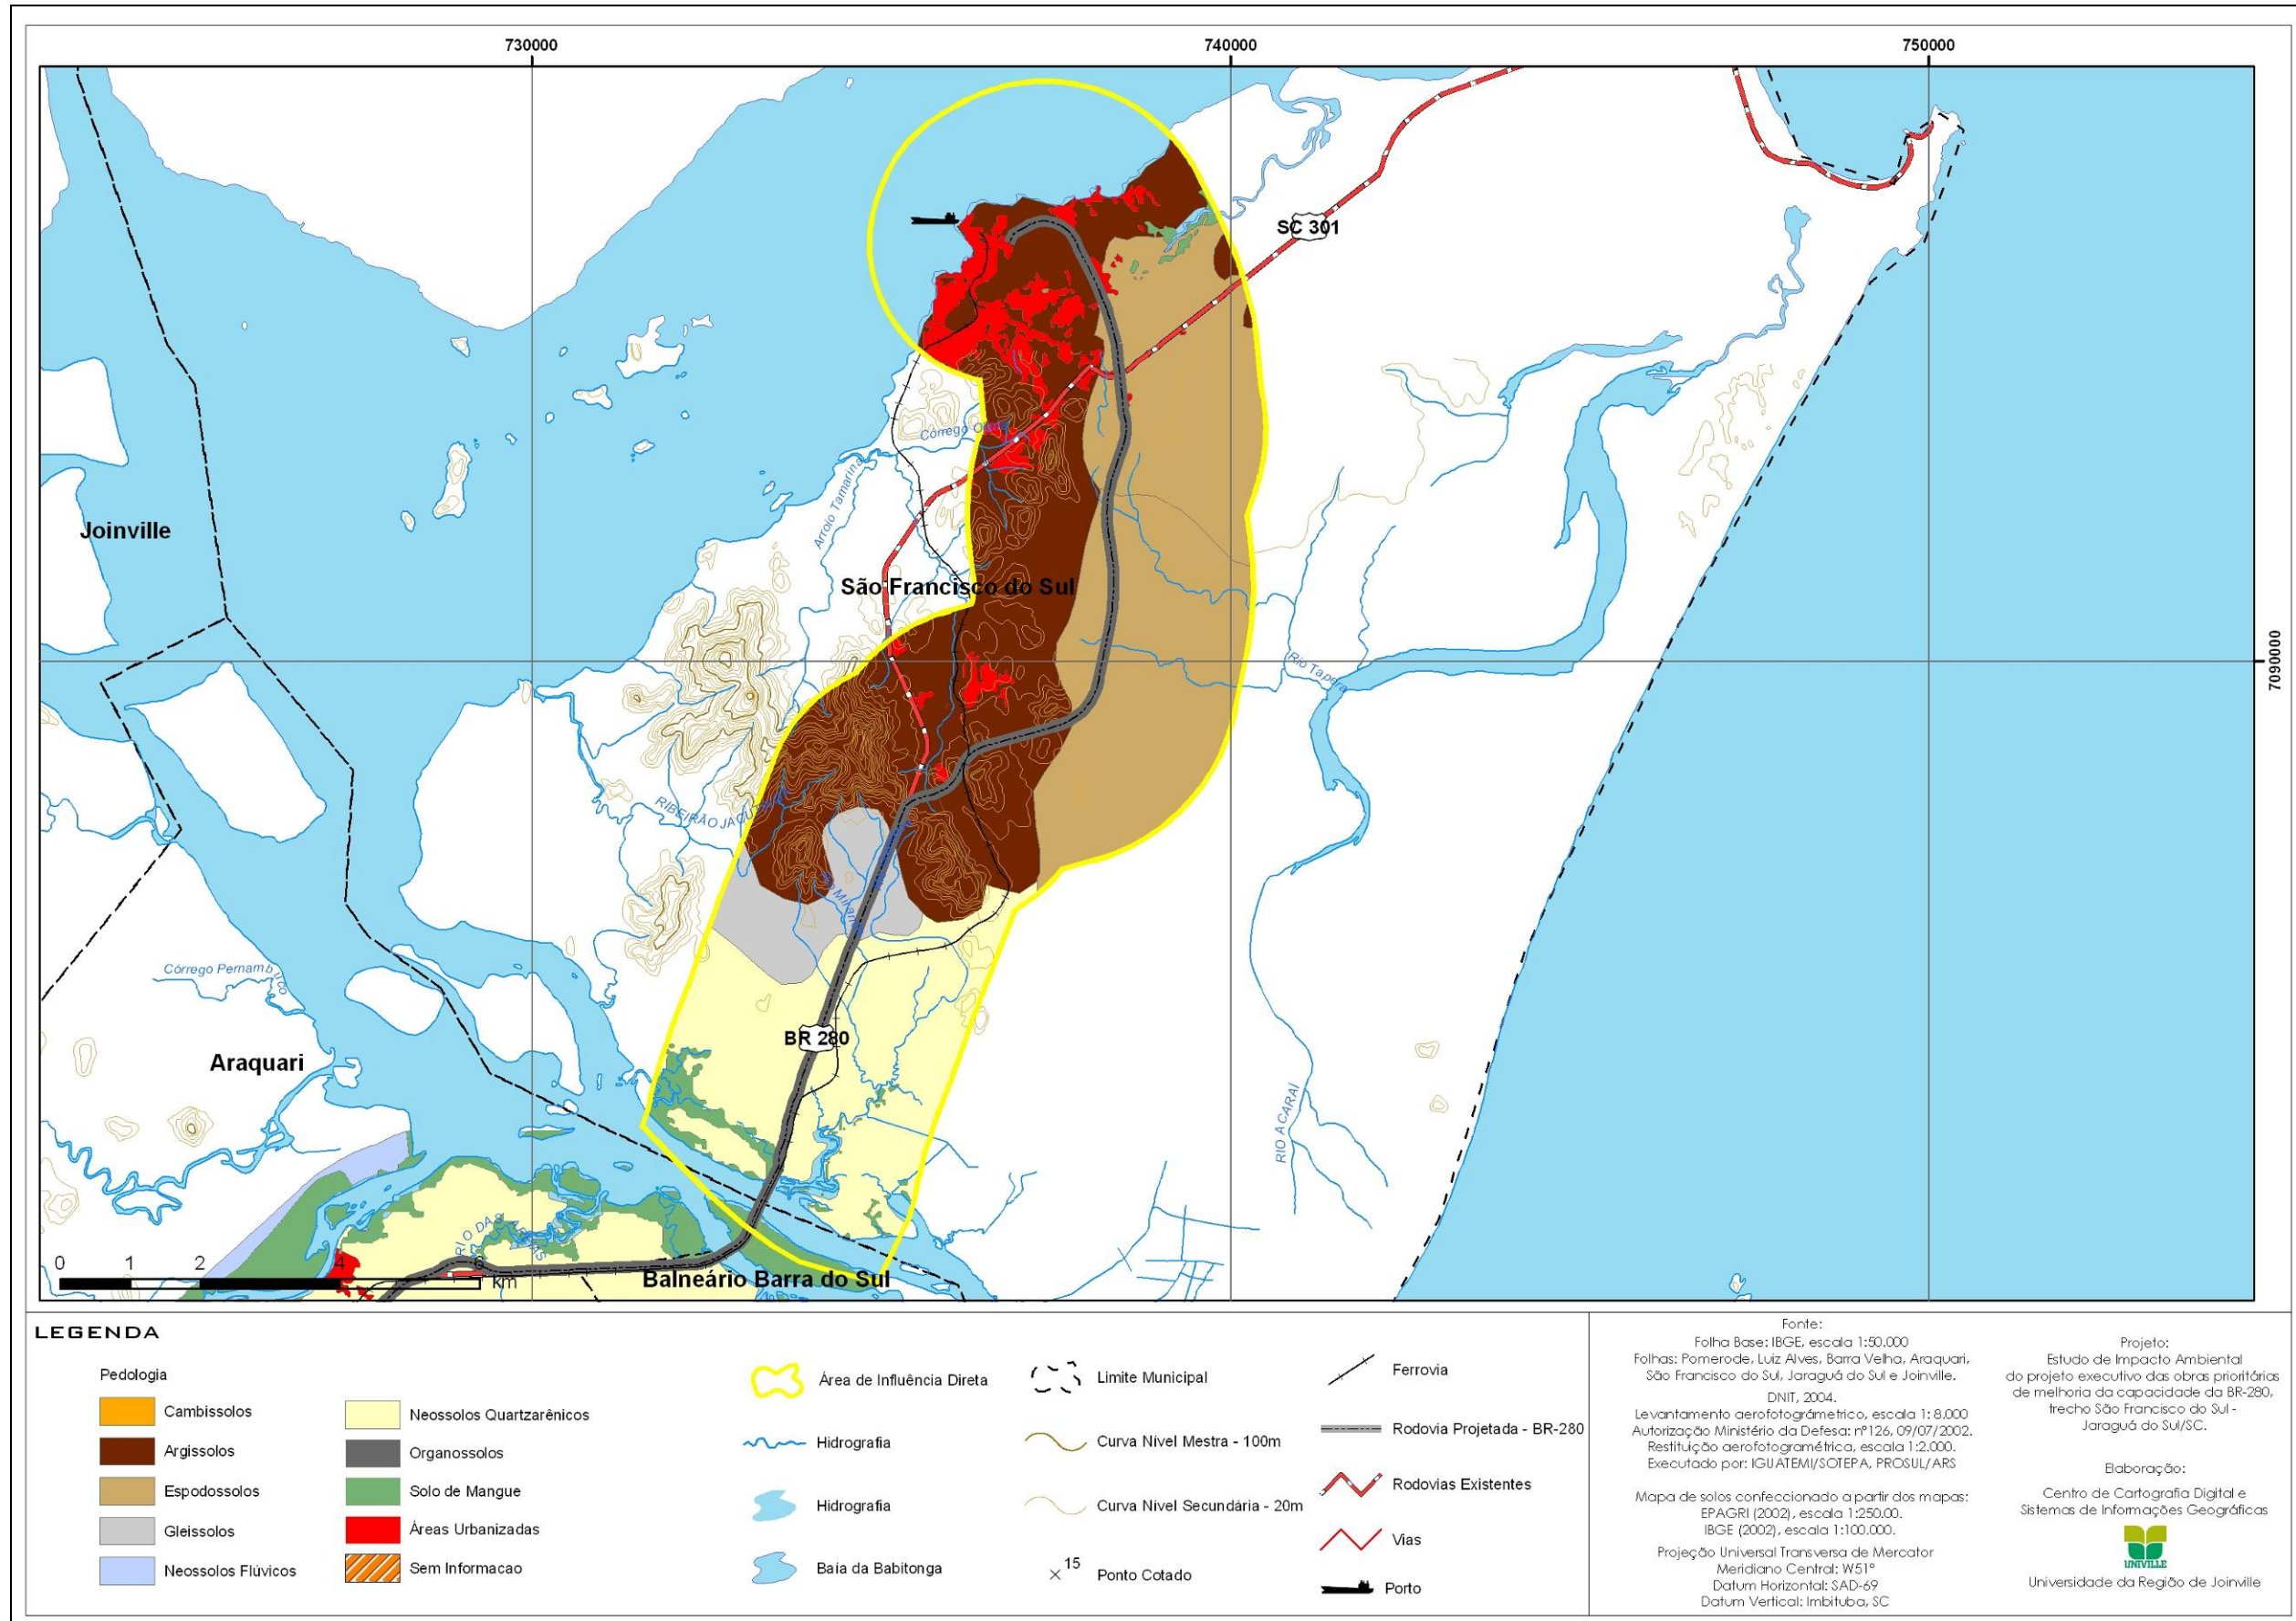 730000
740000
750000
SC 301
Córrego
Arroio Tamarina
Joinville
São Francisco do Sul
7090000
Rio Tapera
RIBEIRÃO
Córrego Pernambuco
BR 280
Araquari
RIO ACARAÍ
RIO DAS AREIAS
0 1 2 4 6
km
Balneário Barra do Sul
LEGENDA
Pedologia
Cambissolos
Argissolos
Espodossolos
Gleissolos
Neossolos Flúvicos
Neossolos Quartzarênicos
Organossolos
Solo de Mangue
Áreas Urbanizadas
Sem Informacao
Área de Influência Direta
Hidrografia
Hidrografia
Baía da Babitonga
Limite Municipal
Curva Nível Mestra - 100m
Curva Nível Secundária - 20m
15
Ponto Cotado
Ferrovia
Rodovia Projetada - BR-280
Rodovias Existentes
Vias
Porto
Fonte:
Folha Base: IBGE, escala 1:50.000
Folhas: Pomerode, Luiz Alves, Barra Velha, Araquari,
São Francisco do Sul, Jaraguá do Sul e Joinville.
DNIT, 2004.
Levantamento aerofotográmetrico, escala 1: 8.000
Autorização Ministério da Defesa: nº126, 09/07/2002.
Restituição aerofotogramétrica, escala 1:2.000.
Executado por: IGUATEMI/SOTEPA, PROSUL/ARS
Mapa de solos confeccionado a partir dos mapas:
EPAGRI (2002), escala 1:250.00.
IBGE (2002), escala 1:100.000.
Projeção Universal Transversa de Mercator
Meridiano Central: W51°
Datum Horizontal: SAD-69
Datum Vertical: Imbituba, SC
Projeto:
Estudo de Impacto Ambiental
do projeto executivo das obras prioritárias
de melhoria da capacidade da BR-280,
trecho São Francisco do Sul -
Jaraguá do Sul/SC.
Elaboração:
Centro de Cartografia Digital e
Sistemas de Informações Geográficas
UNIVILLE
Universidade da Região de Joinville